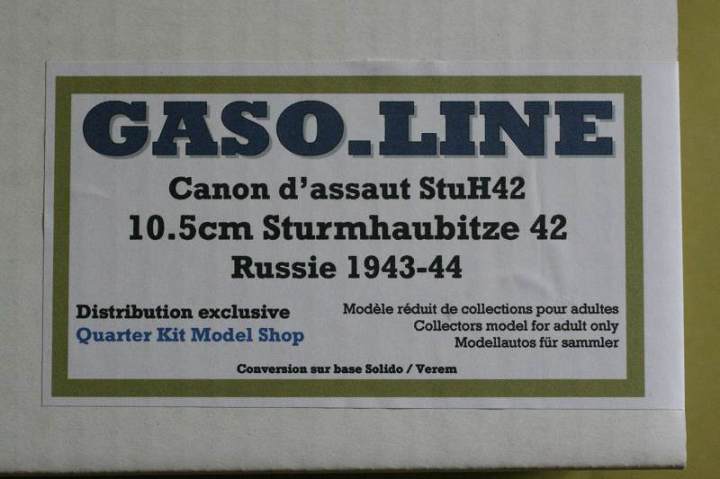 GASO.LINE
Canon d'assaut StuH42
10.5cm Sturmhaubitze 42
Russie 1943-44
Distribution exclusive
Quarter Kit Model Shop
Modèle réduit de collections pour adultes
Collectors model for adult only
Modellautos für sammler
Conversion sur base Solido / Verem